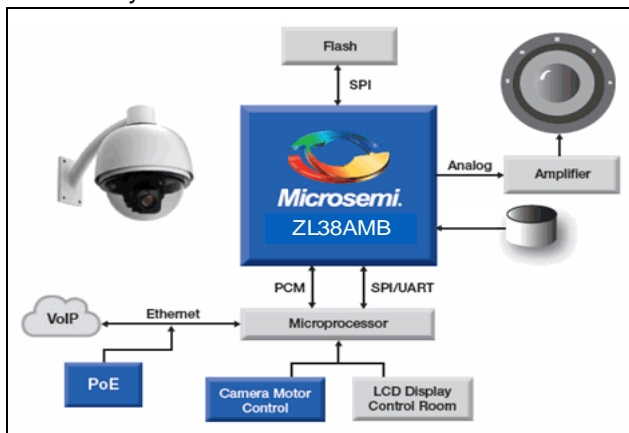 Flash
SPI
Microsemi.
ZL38AMB
Analog
Amplifier
PCM
SPI/UART
VoIP
Ethernet
Microprocessor
PoE
Camera Motor
Control
LCD Display
Control Room